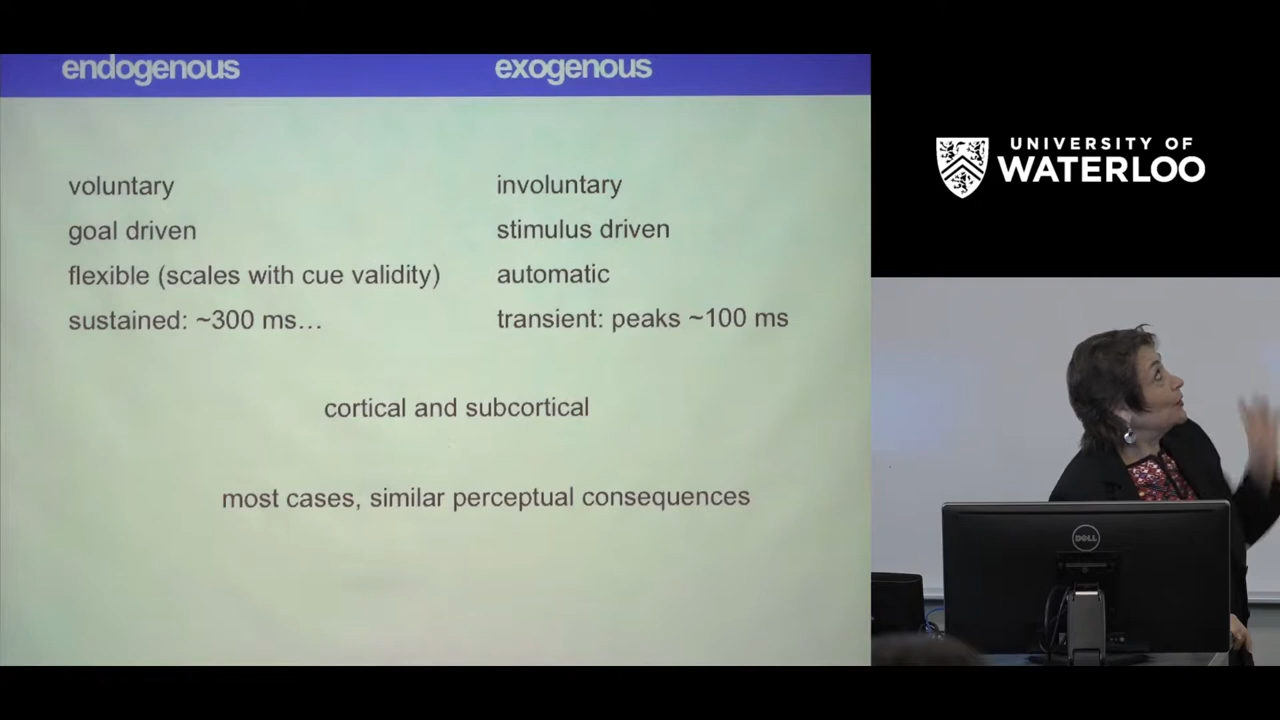 endogenous
exogenous
voluntary
involuntary
goal driven
stimulus driven
flexible (scales with cue validity)
automatic
sustained: ~300 ms…
transient: peaks ~100 ms
cortical and subcortical
most cases, similar perceptual consequences
UNIVERSITY OF
WATERLOO
DELL